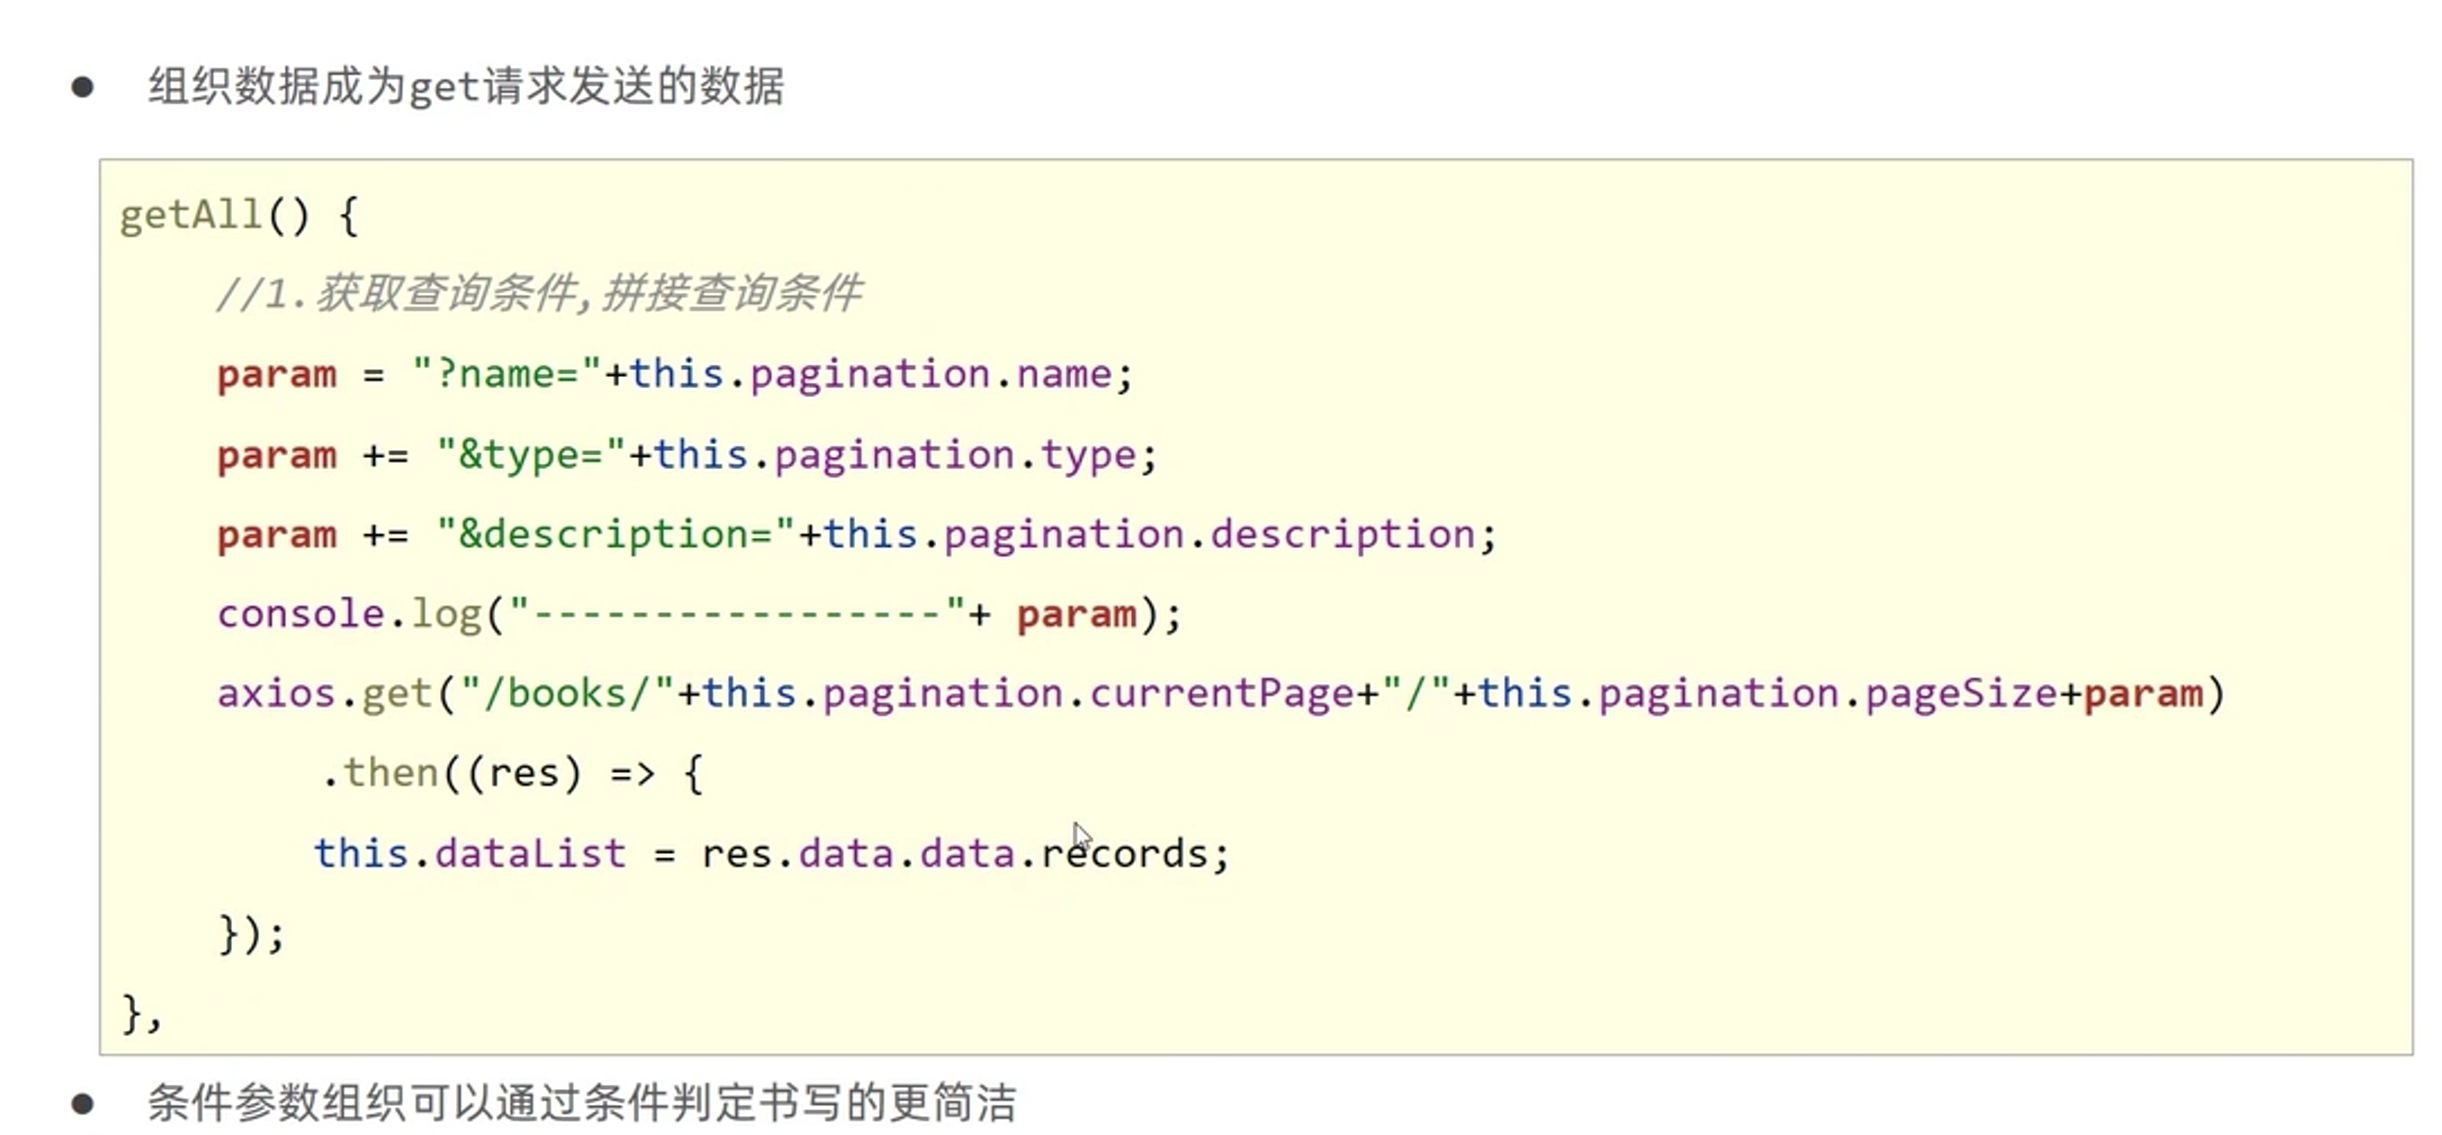 ● 组织数据成为get请求发送的数据
getAll() {
//1.获取查询条件,拼接查询条件
param = "?name="+this.pagination.name;
param += "&type="+this.pagination.type;
param += "&description="+this.pagination.description;
console.log("-----------------"+ param);
axios.get("/books/"+this.pagination.currentPage+"/"+this.pagination.pageSize+param)
.then((res) => {
this.dataList = res.data.data.records;
});
},
● 条件参数组织可以通过条件判定书写的更简洁